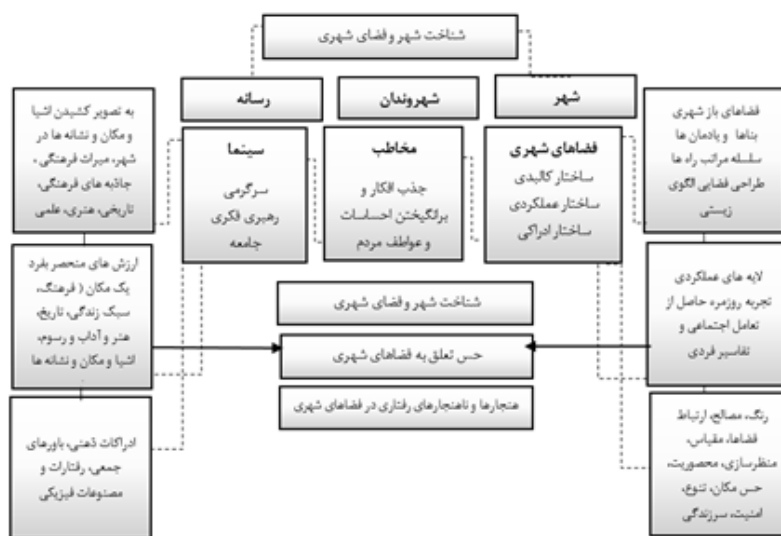 شناخت شهر و فضای شهری
شهر
شهروندان
رسانه
فضاهای باز شهری
بناها و یادمان ها
سلسله مراتب راه ها
طراحی فضایی الگوی
زیستی
فضاهای شهری
ساختار کالبدی
ساختار عملکردی
ساختار ادراکی
مخاطب
جذب افکار و
برانگیختن احساسات
و عواطف مردم
سینما
سرگرمی
رهبری فکری
جامعه
به تصویر کشیدن اشیا
و مکان و نشانه ها در
شهر، میراث فرهنگی،
جاذبه های فرهنگی،
تاریخی، هنری، علمی
لایه های عملکردی
تجربه روزمره حاصل از
تعامل اجتماعی و
تفاسیر فردی
شناخت شهر و فضای شهری
حس تعلق به فضاهای شهری
هنجارها و ناهنجارهای رفتاری در فضاهای شهری
ارزش های منحصر بفرد
یک مکان ( فرهنگ،
سبک زندگی، تاریخ،
هنر و آداب و رسوم،
اشیا و مکان و نشانه ها
رنگ، مصالح، ارتباط
فضاها، مقیاس،
منظرسازی، محصوریت،
حس مکان، تنوع،
امنیت، سرزندگی
ادراکات ذهنی، باورهای
جمعی، رفتارات و
مصنوعات فیزیکی